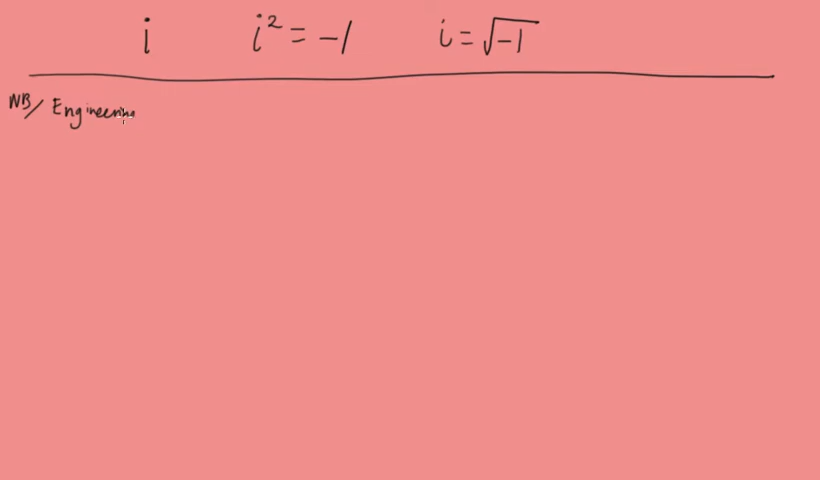 i i² = -1 i = √-1
NB/ Engineering